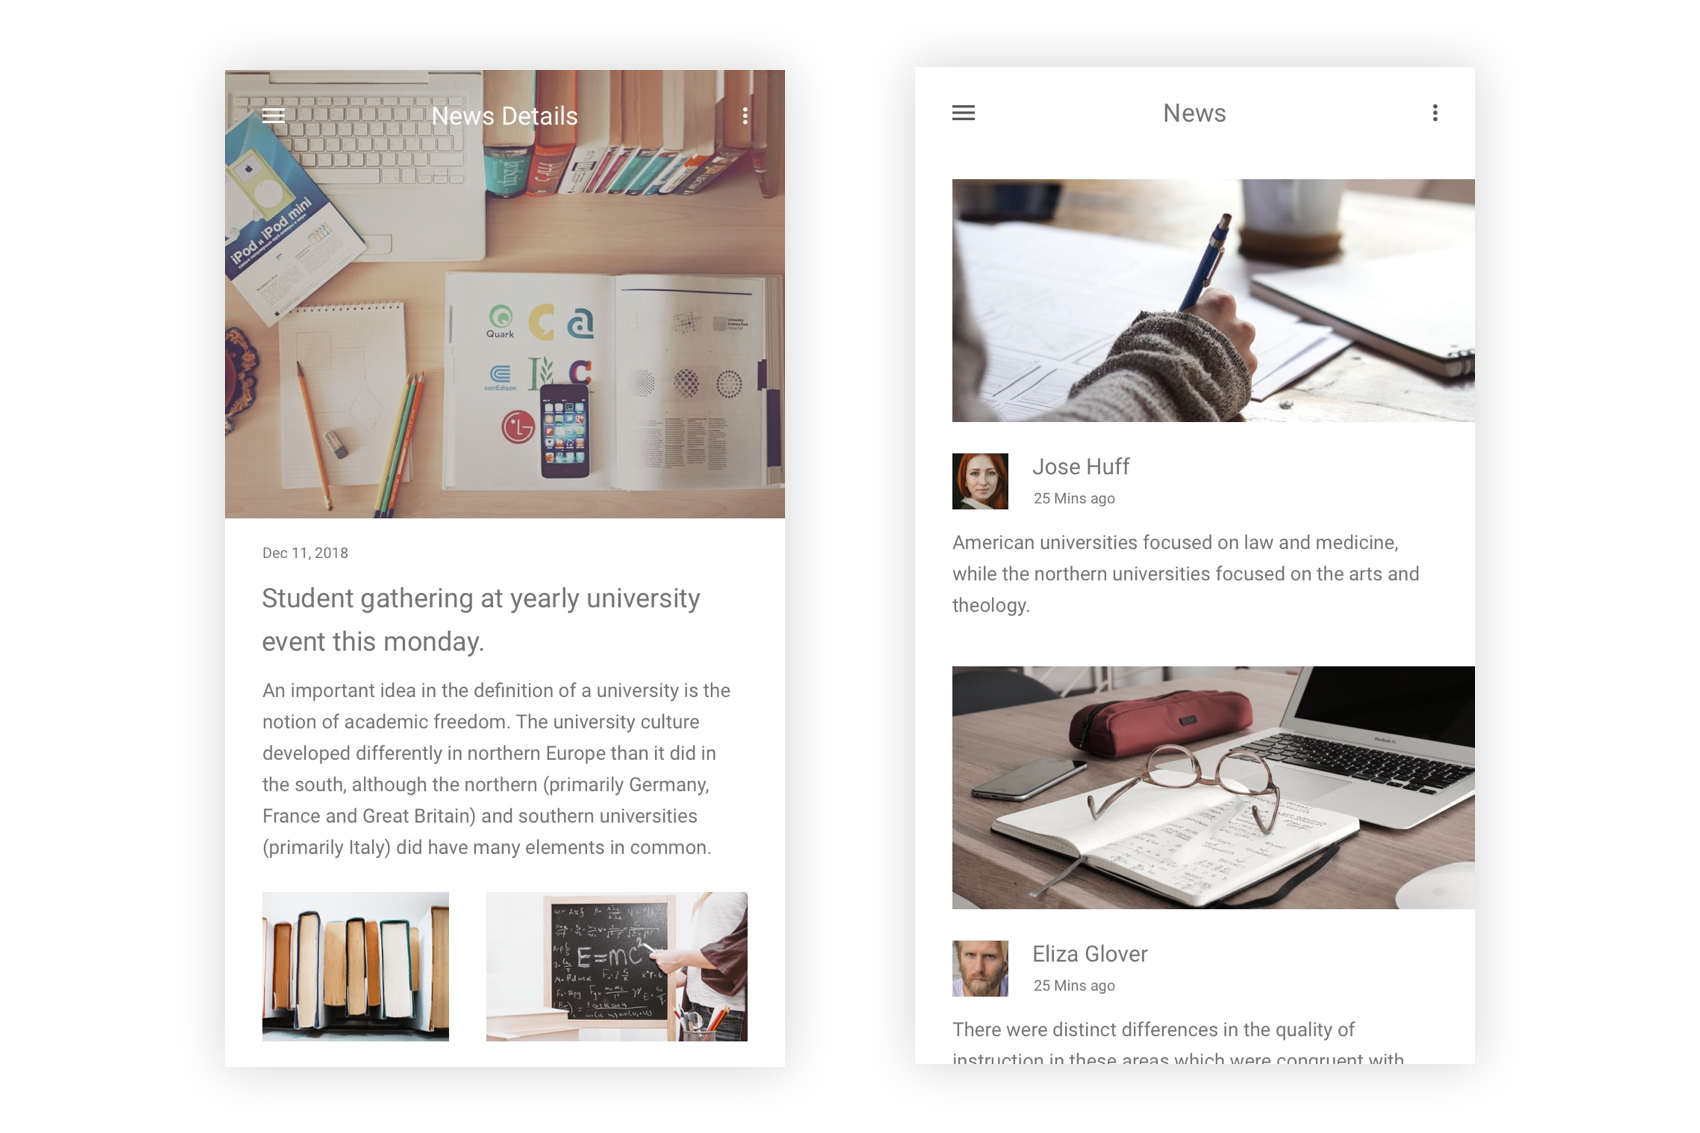 News Details
iPod и iPod mini
Quark
conEdison
LG
Dec 11, 2018
Student gathering at yearly university
event this monday.
An important idea in the definition of a university is the
notion of academic freedom. The university culture
developed differently in northern Europe than it did in
the south, although the northern (primarily Germany,
France and Great Britain) and southern universities
(primarily Italy) did have many elements in common.
E=mc²
News
Jose Huff
25 Mins ago
American universities focused on law and medicine,
while the northern universities focused on the arts and
theology.
MacBook Air
Eliza Glover
25 Mins ago
There were distinct differences in the quality of
instruction in these areas which were congruent with